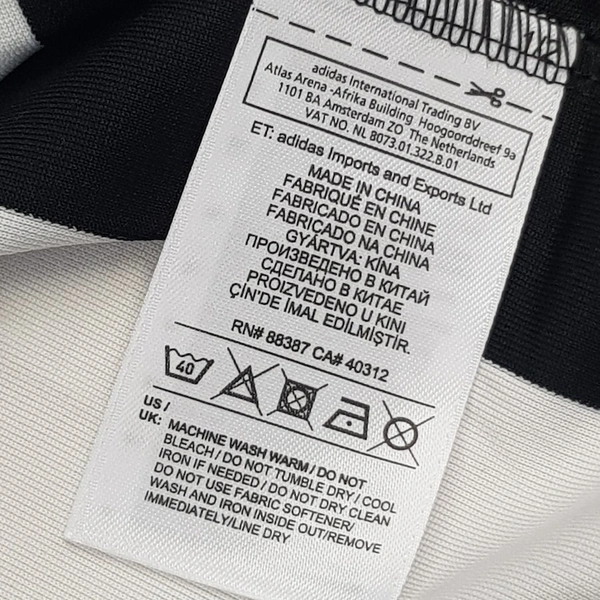 1/2
adidas International Trading BV
Atlas Arena -Afrika Building Hoogoorddreef 9a
1101 BA Amsterdam ZO The Netherlands
VAT NO. NL 8073.01.322.B.01
ET: adidas Imports and Exports Ltd
MADE IN CHINA
FABRIQUÉ EN CHINE
FABRICADO EN CHINA
FABRICADO NA CHINA
GYÁRTVA: KÍNA
ПРОИЗВЕДЕНО В КИТАЙ
СДЕЛАНО В КИТАЕ
PROIZVEDENO U KINI
ÇİN'DE İMAL EDİLMİŞTİR.
RN# 88387 CA# 40312
40
US /
UK: MACHINE WASH WARM / DO NOT
BLEACH / DO NOT TUMBLE DRY / COOL
IRON IF NEEDED / DO NOT DRY CLEAN
DO NOT USE FABRIC SOFTENER/
WASH AND IRON INSIDE OUT/REMOVE
IMMEDIATELY/LINE DRY